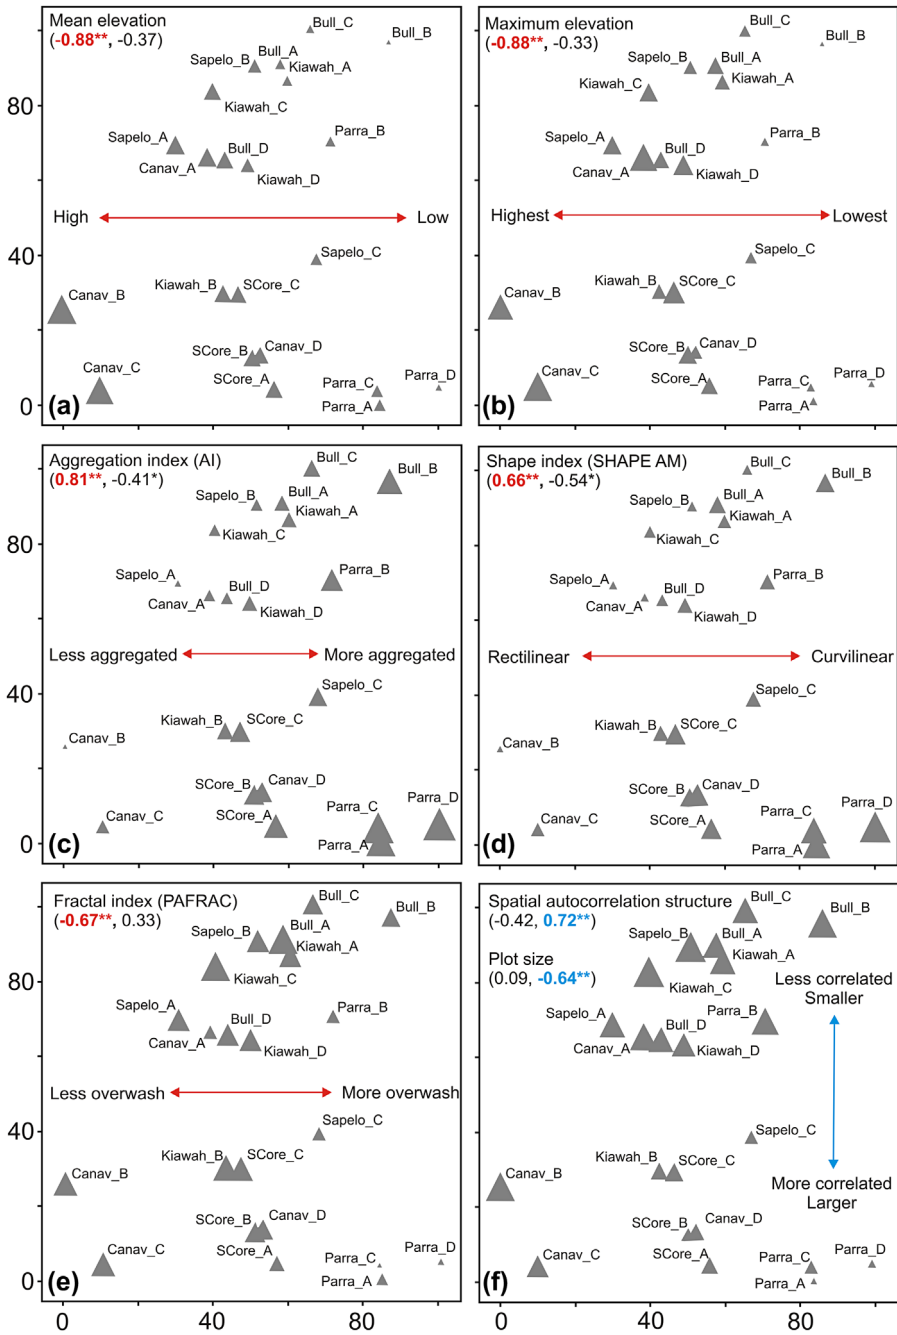 Mean elevation
(-0.88**, -0.37)
Bull_C
Bull_B
Sapelo_B
Bull_A
Kiawah_A
80
Kiawah_C
Sapelo_A
Parra_B
Bull_D
Canav_A
Kiawah_D
High
Low
Sapelo_C
40
Kiawah_B
SCore_C
Canav_B
SCore_B
Canav_D
Canav_C
SCore_A
Parra_C
Parra_D
Parra_A
0
(a)
Maximum elevation
(-0.88**, -0.33)
Bull_C
Bull_B
Sapelo_B
Bull_A
Kiawah_C
Kiawah_A
Sapelo_A
Parra_B
Bull_D
Canav_A
Kiawah_D
Highest
Lowest
Sapelo_C
Kiawah_B
SCore_C
Canav_B
SCore_B
Canav_D
Canav_C
SCore_A
Parra_C
Parra_D
Parra_A
(b)
Aggregation index (AI)
(0.81**, -0.41*)
Bull_C
Bull_B
Sapelo_B
Bull_A
Kiawah_A
Kiawah_C
80
Sapelo_A
Parra_B
Bull_D
Canav_A
Kiawah_D
Less aggregated
More aggregated
Sapelo_C
40
Kiawah_B
SCore_C
Canav_B
SCore_B
Canav_D
Canav_C
SCore_A
Parra_C
Parra_D
Parra_A
0
(c)
Shape index (SHAPE AM)
(0.66**, -0.54*)
Bull_C
Bull_B
Sapelo_B
Bull_A
Kiawah_A
Kiawah_C
Sapelo_A
Parra_B
Bull_D
Canav_A
Kiawah_D
Rectilinear
Curvilinear
Sapelo_C
Kiawah_B
SCore_C
Canav_B
SCore_B
Canav_D
Canav_C
SCore_A
Parra_C
Parra_D
Parra_A
(d)
Fractal index (PAFRAC)
(-0.67**, 0.33)
Bull_C
Bull_B
Sapelo_B
Bull_A
Kiawah_A
80
Kiawah_C
Sapelo_A
Parra_B
Bull_D
Canav_A
Kiawah_D
Less overwash
More overwash
Sapelo_C
40
Kiawah_B
SCore_C
Canav_B
SCore_B
Canav_D
Canav_C
SCore_A
Parra_C
Parra_D
Parra_A
0
(e)
0
40
80
Spatial autocorrelation structure
(-0.42, 0.72**)
Plot size
(0.09, -0.64**)
Bull_C
Bull_B
Sapelo_B
Bull_A
Kiawah_A
Kiawah_C
Less correlated
Smaller
Sapelo_A
Parra_B
Bull_D
Canav_A
Kiawah_D
Sapelo_C
Kiawah_B
SCore_C
Canav_B
More correlated
Larger
SCore_B
Canav_D
Canav_C
SCore_A
Parra_C
Parra_D
Parra_A
(f)
0
40
80